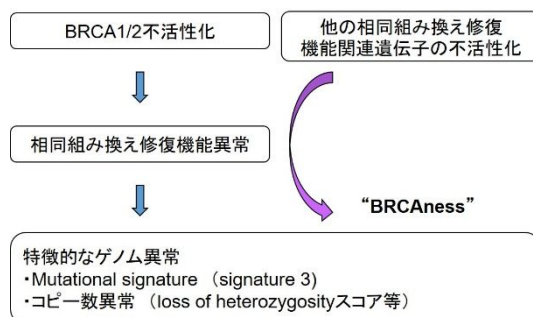 BRCA1/2不活性化
他の相同組み換え修復
機能関連遺伝子の不活性化
相同組み換え修復機能異常
“BRCAness”
特徴的なゲノム異常
・Mutational signature （signature 3)
・コピー数異常 （loss of heterozygosityスコア等）